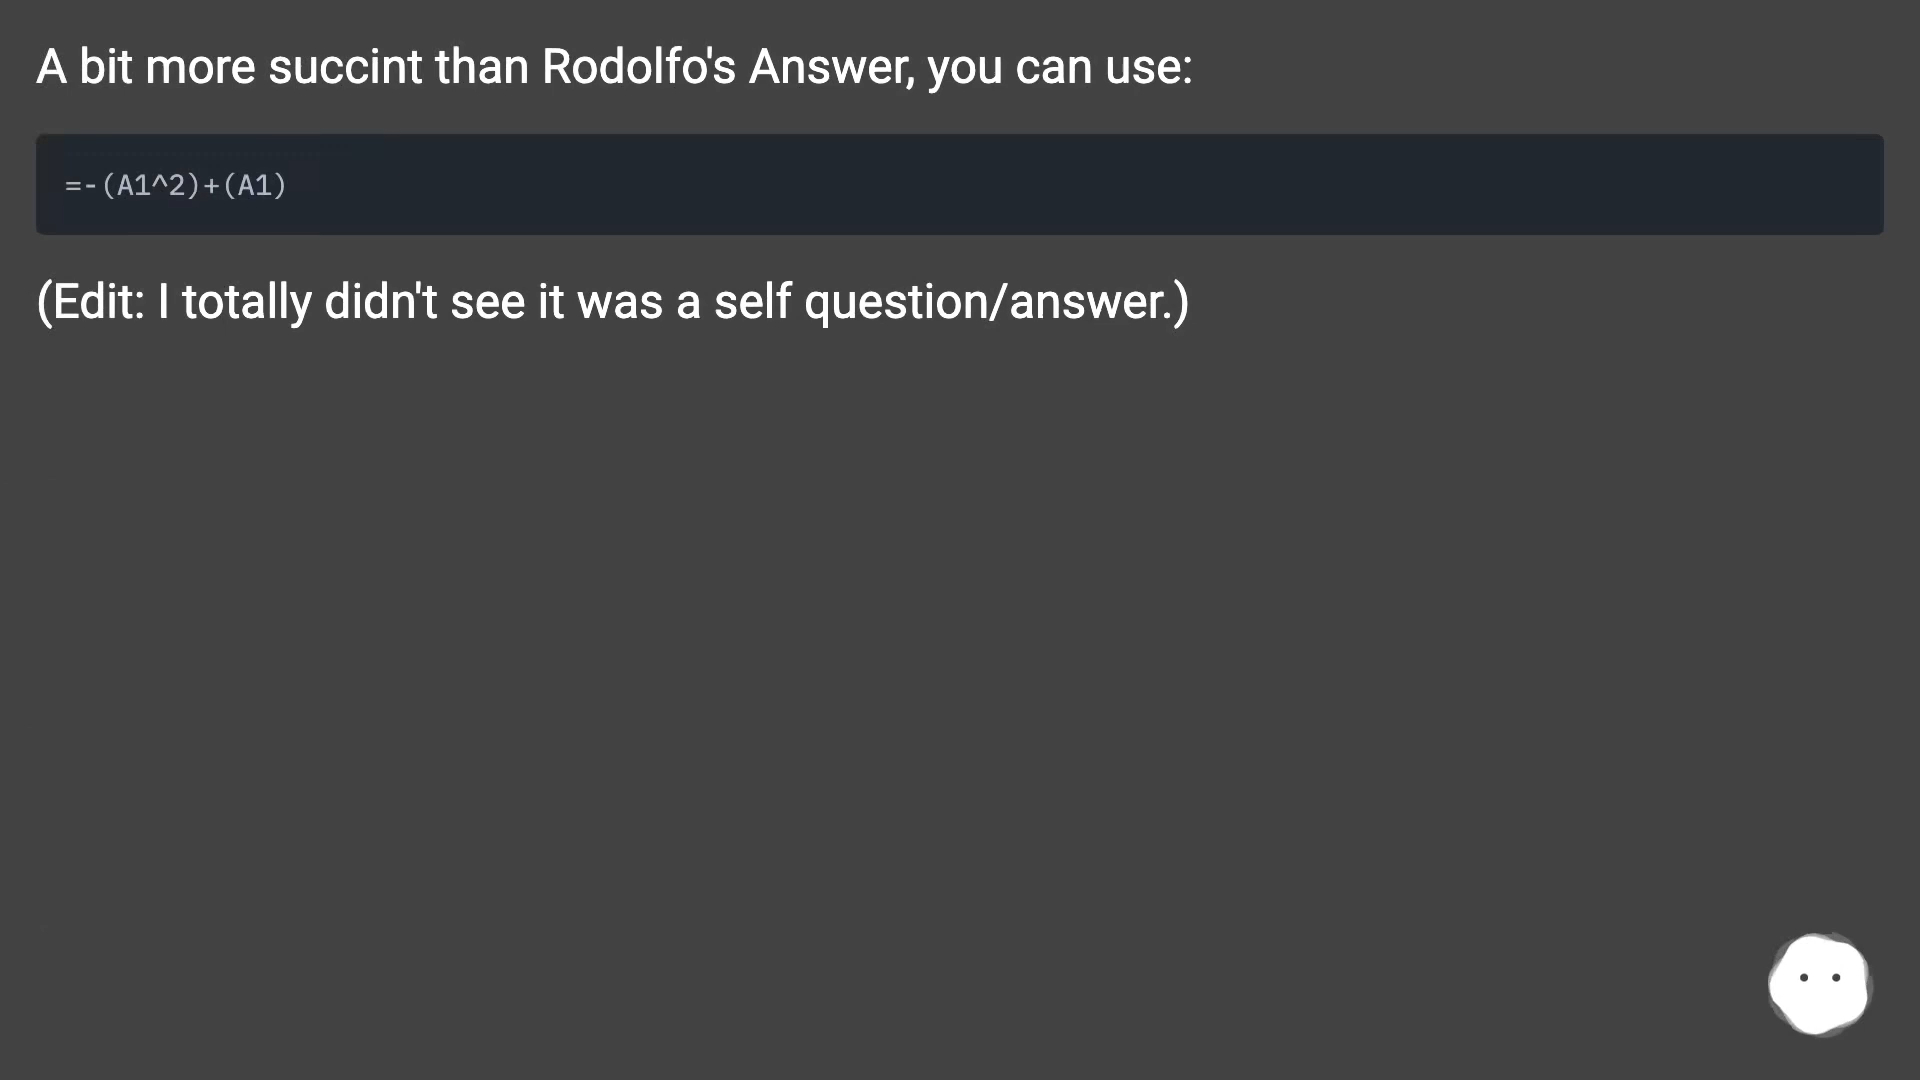 A bit more succint than Rodolfo's Answer, you can use:
=-(A1^2)+(A1)
(Edit: I totally didn't see it was a self question/answer.)